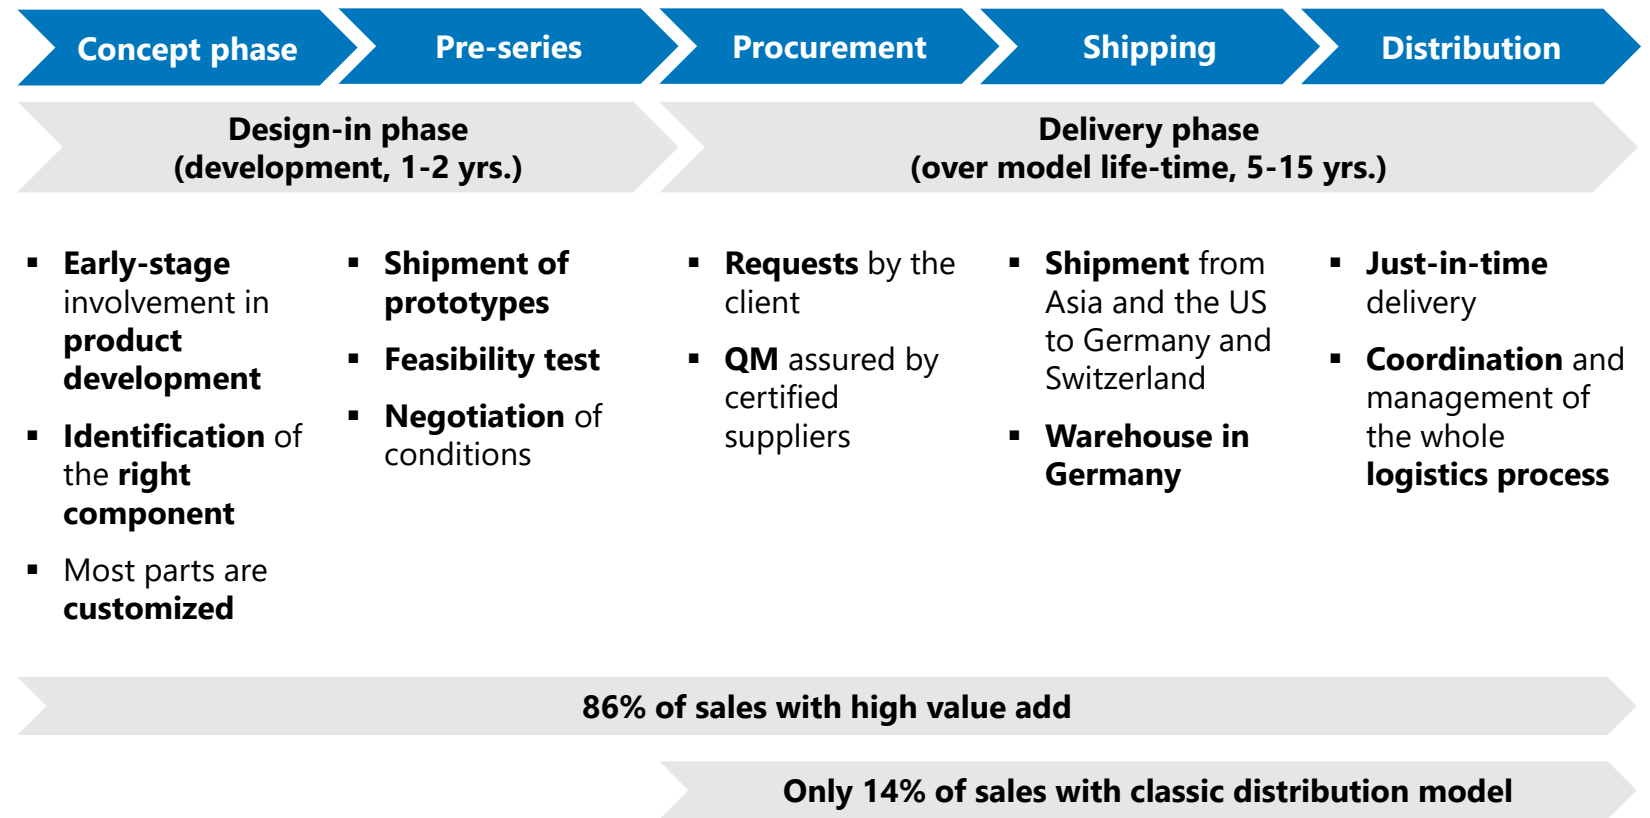 Concept phase
Pre-series
Procurement
Shipping
Distribution
Design-in phase
(development, 1-2 yrs.)
Delivery phase
(over model life-time, 5-15 yrs.)
▪ Early-stage
involvement in
product
development
▪ Identification of
the right
component
▪ Most parts are
customized
▪ Shipment of
prototypes
▪ Feasibility test
▪ Negotiation of
conditions
▪ Requests by the
client
▪ QM assured by
certified
suppliers
▪ Shipment from
Asia and the US
to Germany and
Switzerland
▪ Warehouse in
Germany
▪ Just-in-time
delivery
▪ Coordination and
management of
the whole
logistics process
86% of sales with high value add
Only 14% of sales with classic distribution model